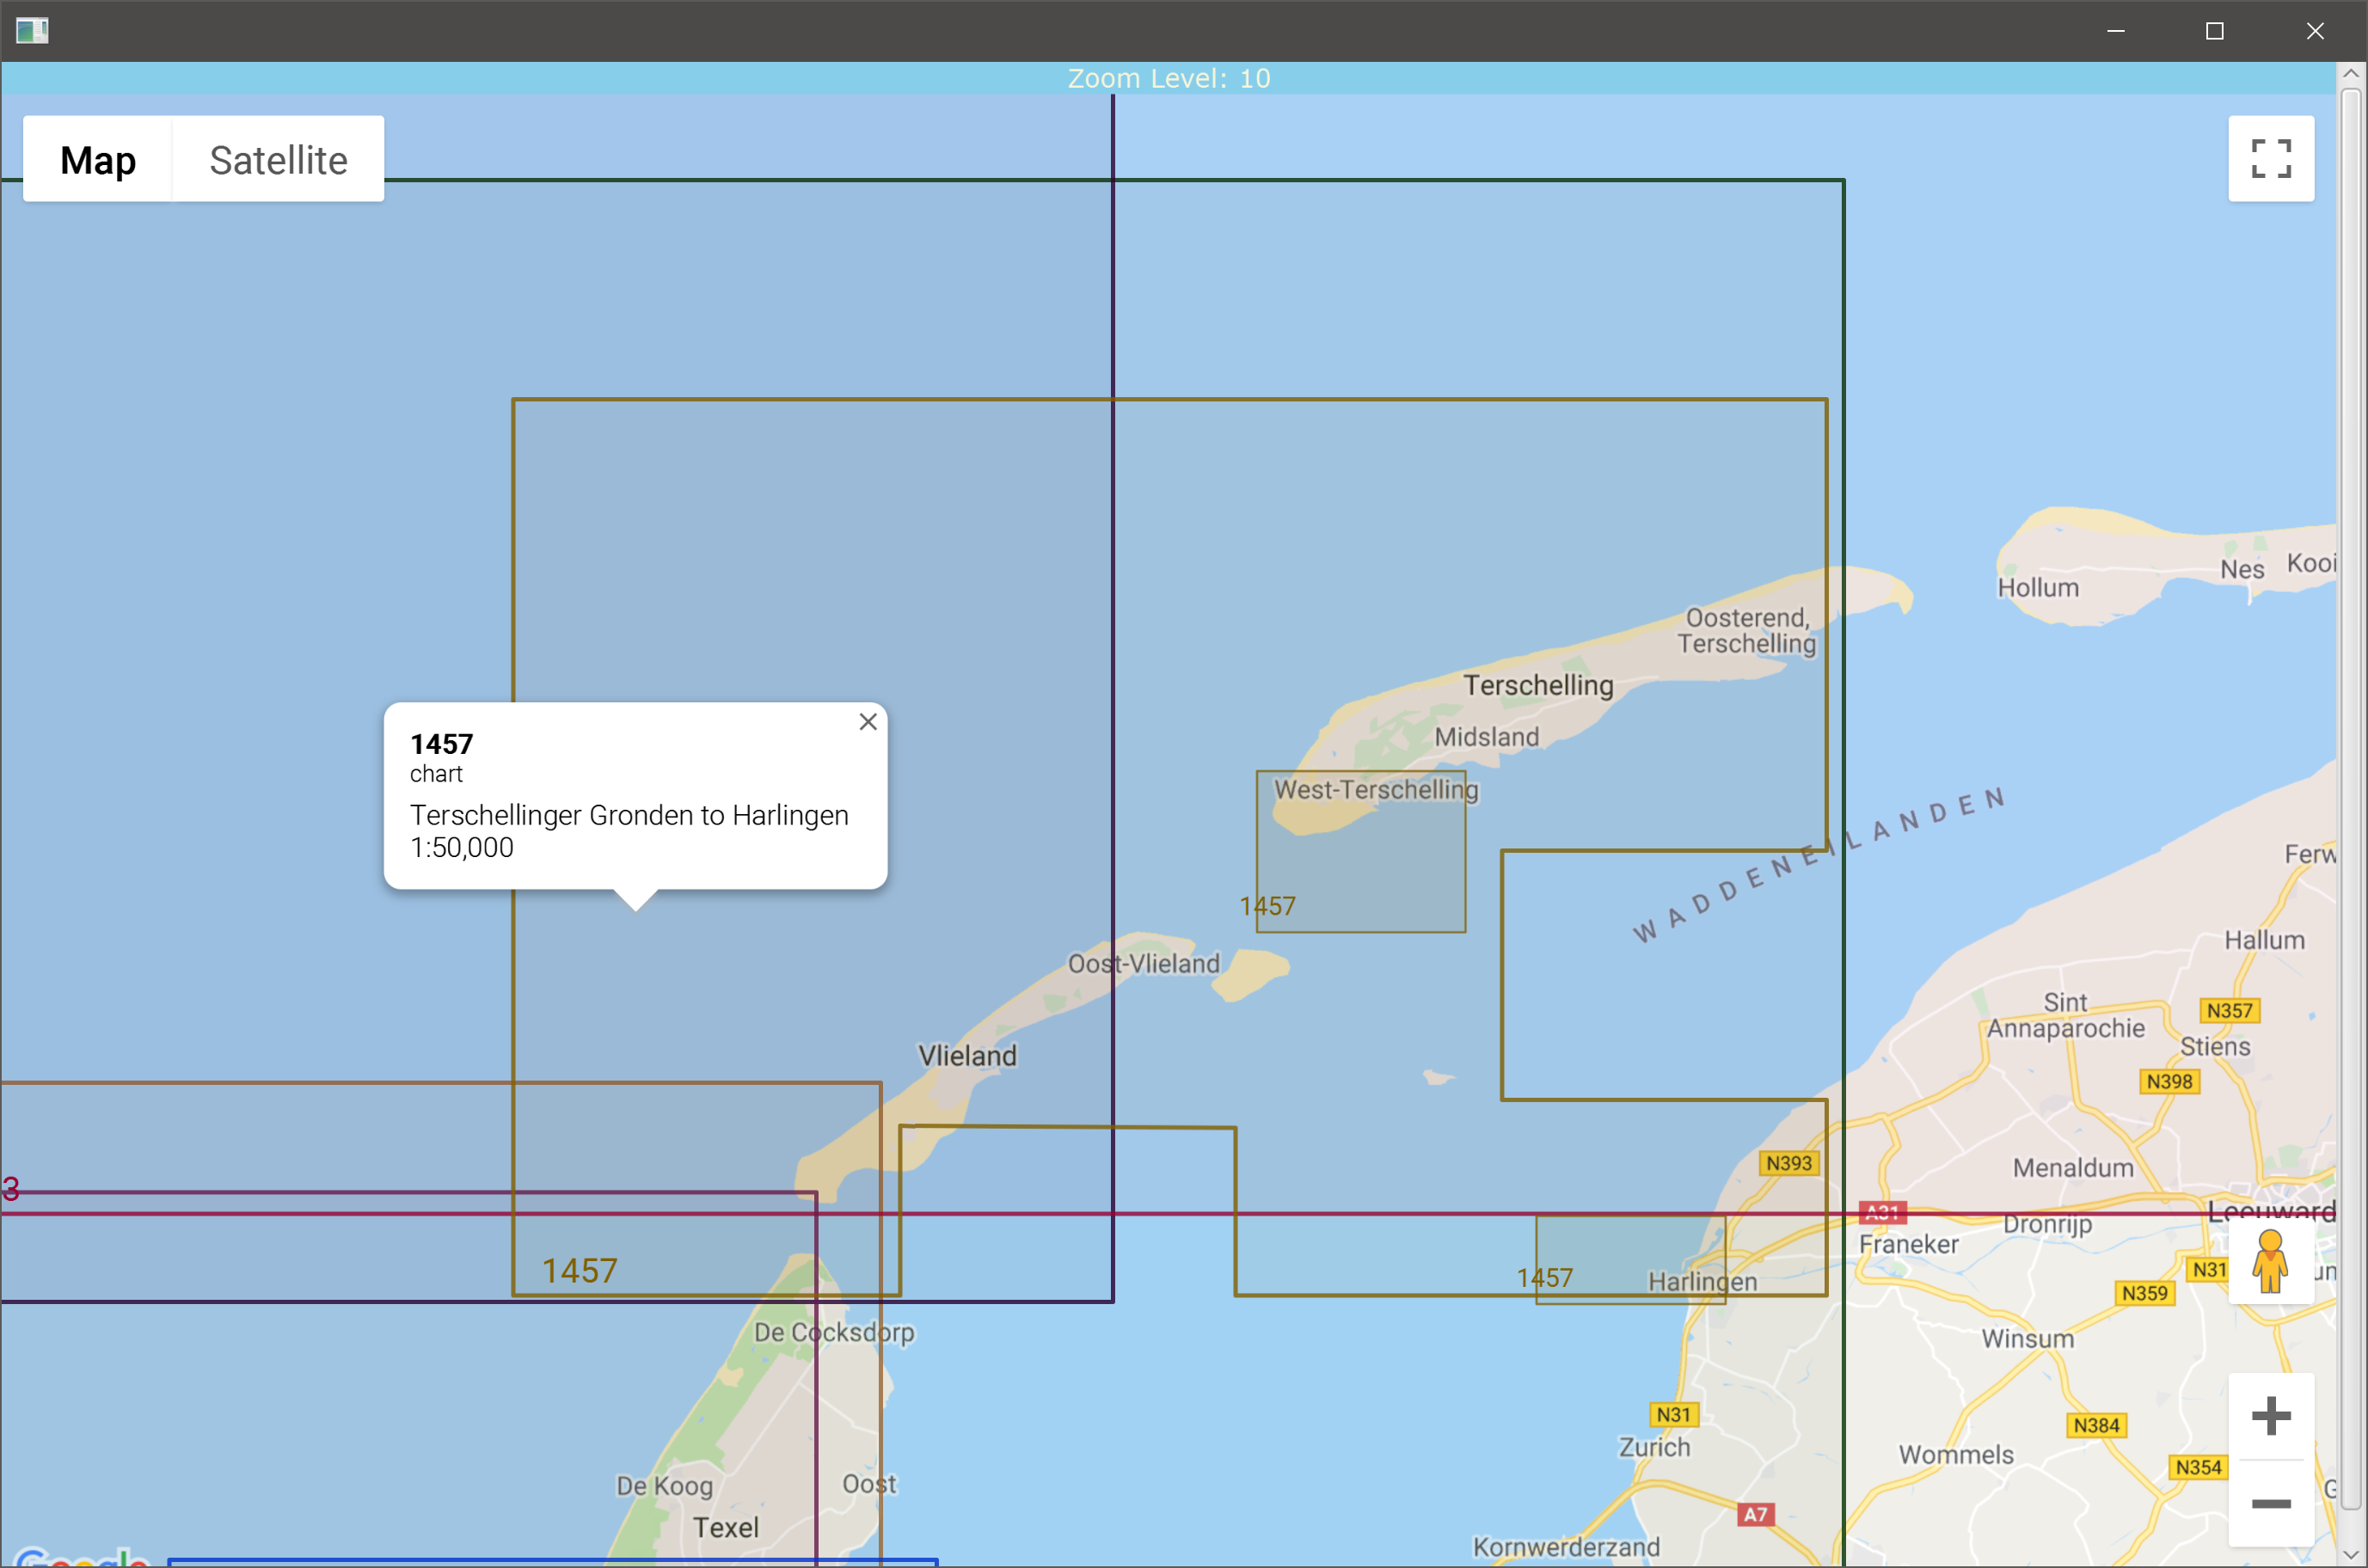 Zoom Level: 10
Map
Satellite
Hollum
Nes
Kooi
Oosterend,
Terschelling
Terschelling
Midsland
1457
chart
Terschellinger Gronden to Harlingen
1:50,000
West-Terschelling
WADDENEILANDEN
Ferw
1457
Hallum
Oost-Vlieland
Sint
Annaparochie
N357
Stiens
Vlieland
N398
N393
Menaldum
3
A31
Leeuward
Dronrijp
Franeker
1457
1457
Harlingen
N31
un
N359
De Cocksdorp
Winsum
N31
N384
Zurich
Wommels
N354
De Koog
Oost
G
A7
Texel
Kornwerderzand
Google